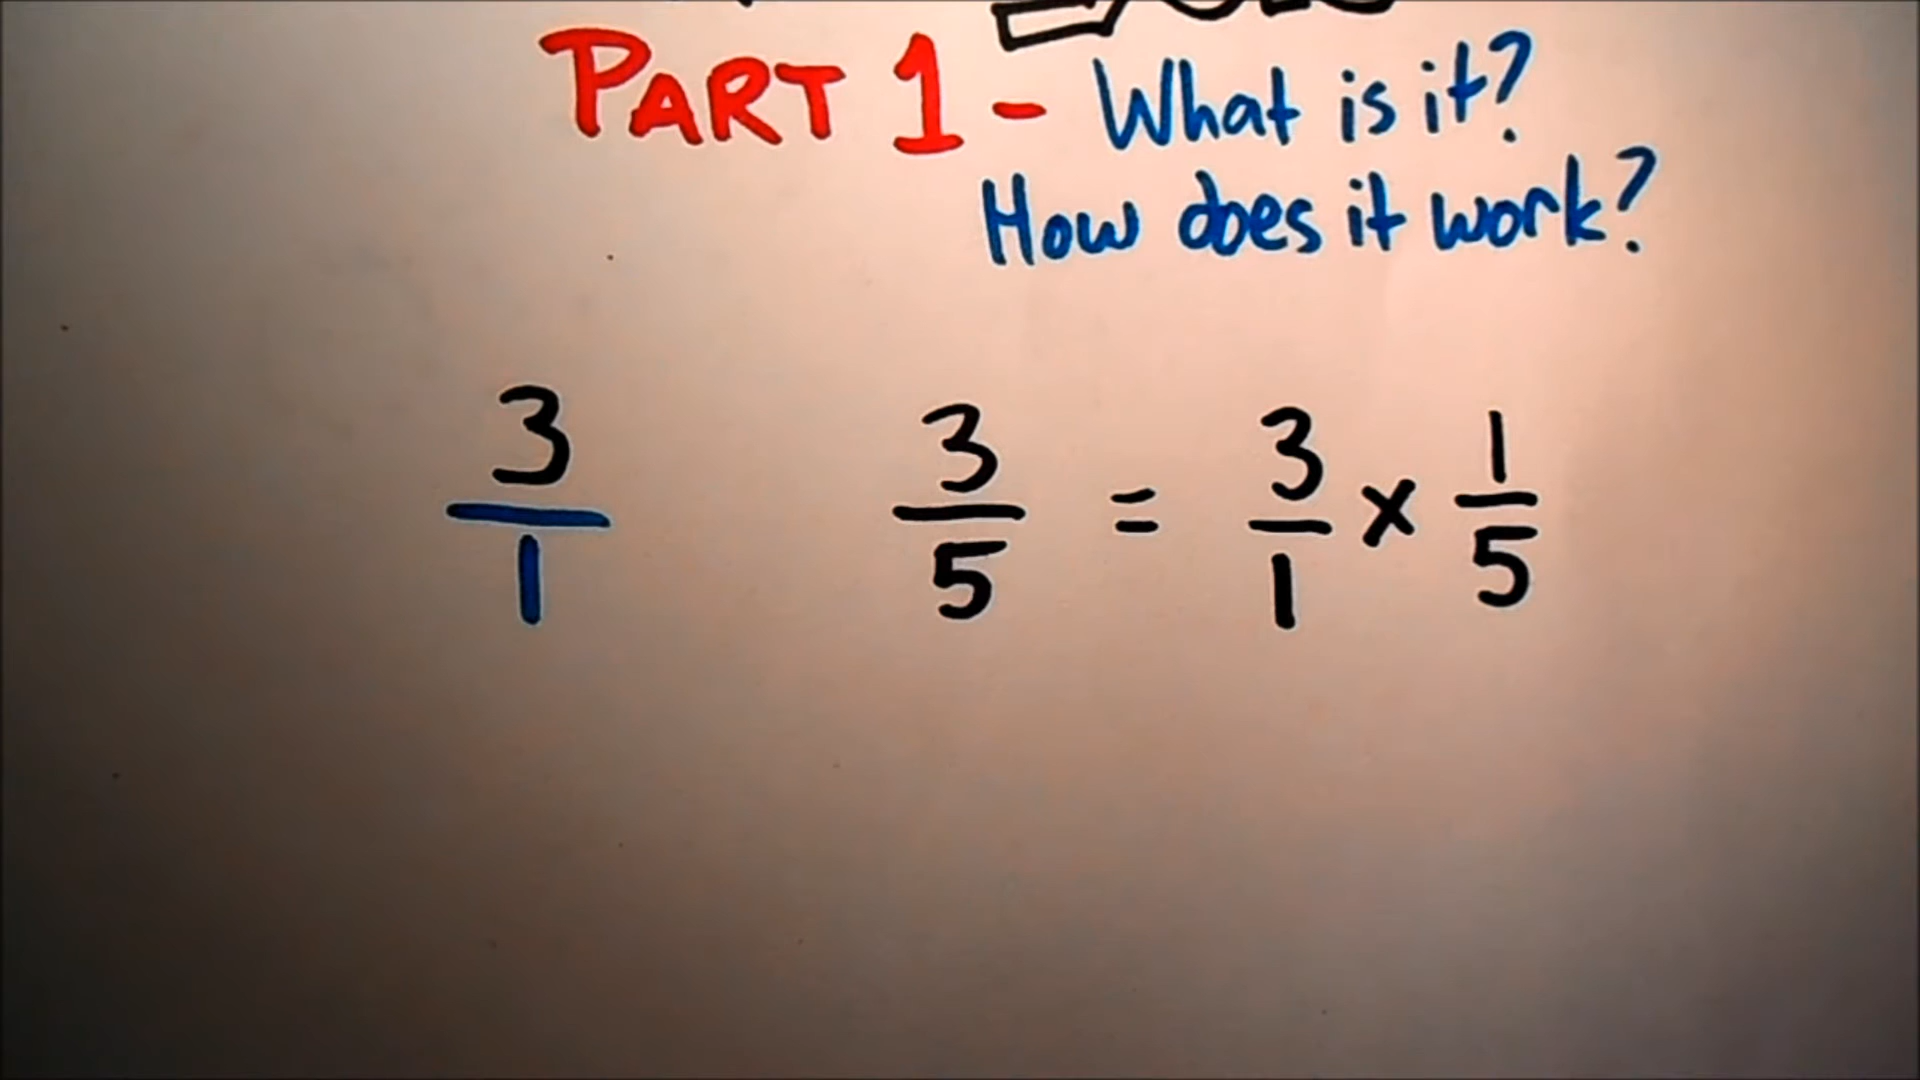 PART 1 - What is it?
How does it work?
3/1
3/5 = 3/1 × 1/5